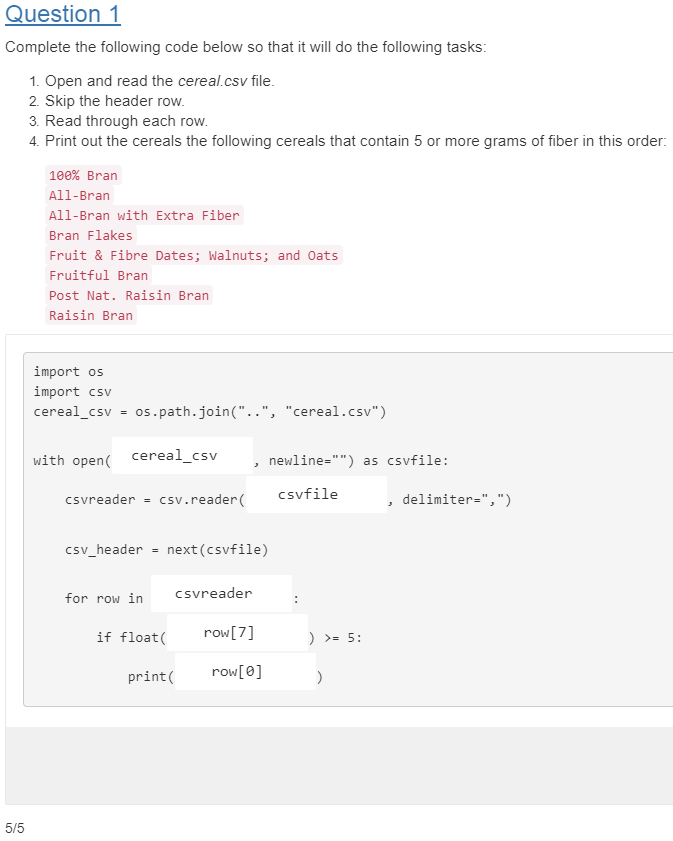 Question 1
Complete the following code below so that it will do the following tasks:
1. Open and read the cereal.csv file.
2. Skip the header row.
3. Read through each row.
4. Print out the cereals the following cereals that contain 5 or more grams of fiber in this order:
100% Bran
All-Bran
All-Bran with Extra Fiber
Bran Flakes
Fruit & Fibre Dates; Walnuts; and Oats
Fruitful Bran
Post Nat. Raisin Bran
Raisin Bran
import os
import csv
cereal_csv = os.path.join("..", "cereal.csv")
with open( cereal_csv , newline="") as csvfile:
csvreader = csv.reader( csvfile , delimiter=",")
csv_header = next(csvfile)
for row in csvreader :
if float( row[7] ) >= 5:
print( row[0] )
5/5